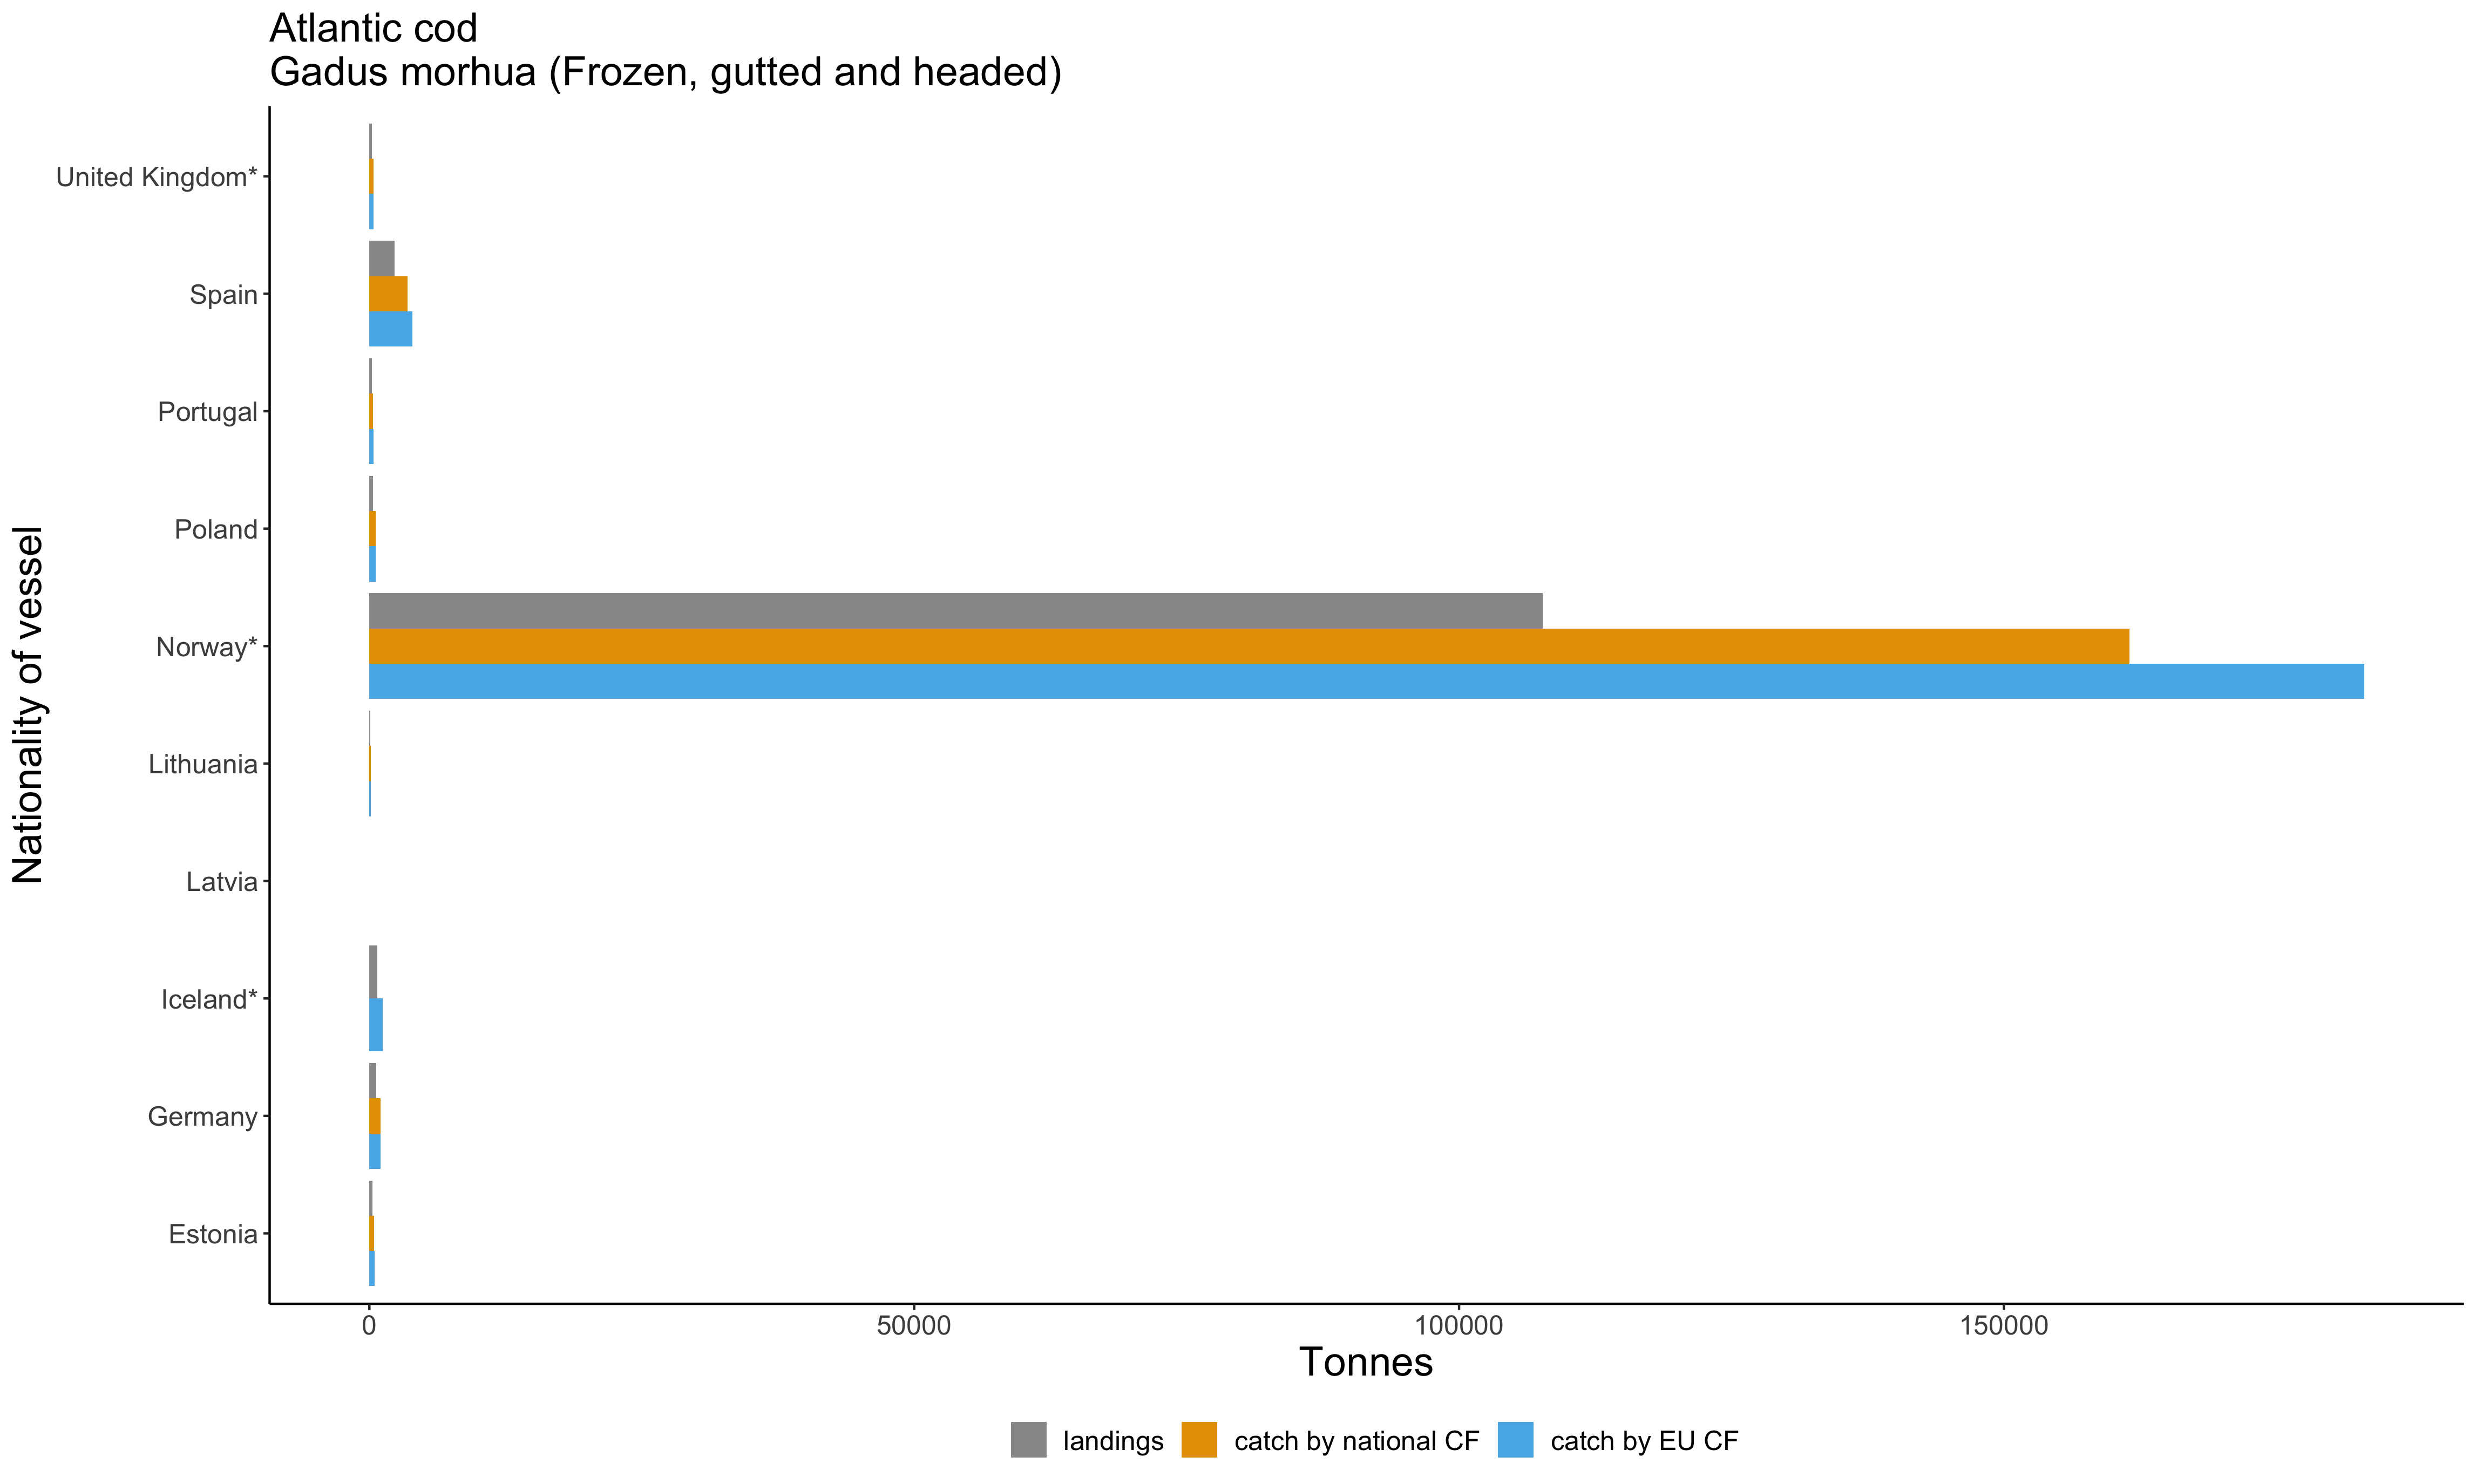 Atlantic cod
Gadus morhua (Frozen, gutted and headed)
Nationality of vessel
United Kingdom*
Spain
Portugal
Poland
Norway*
Lithuania
Latvia
Iceland*
Germany
Estonia
0 50000 100000 150000
Tonnes
landings catch by national CF catch by EU CF